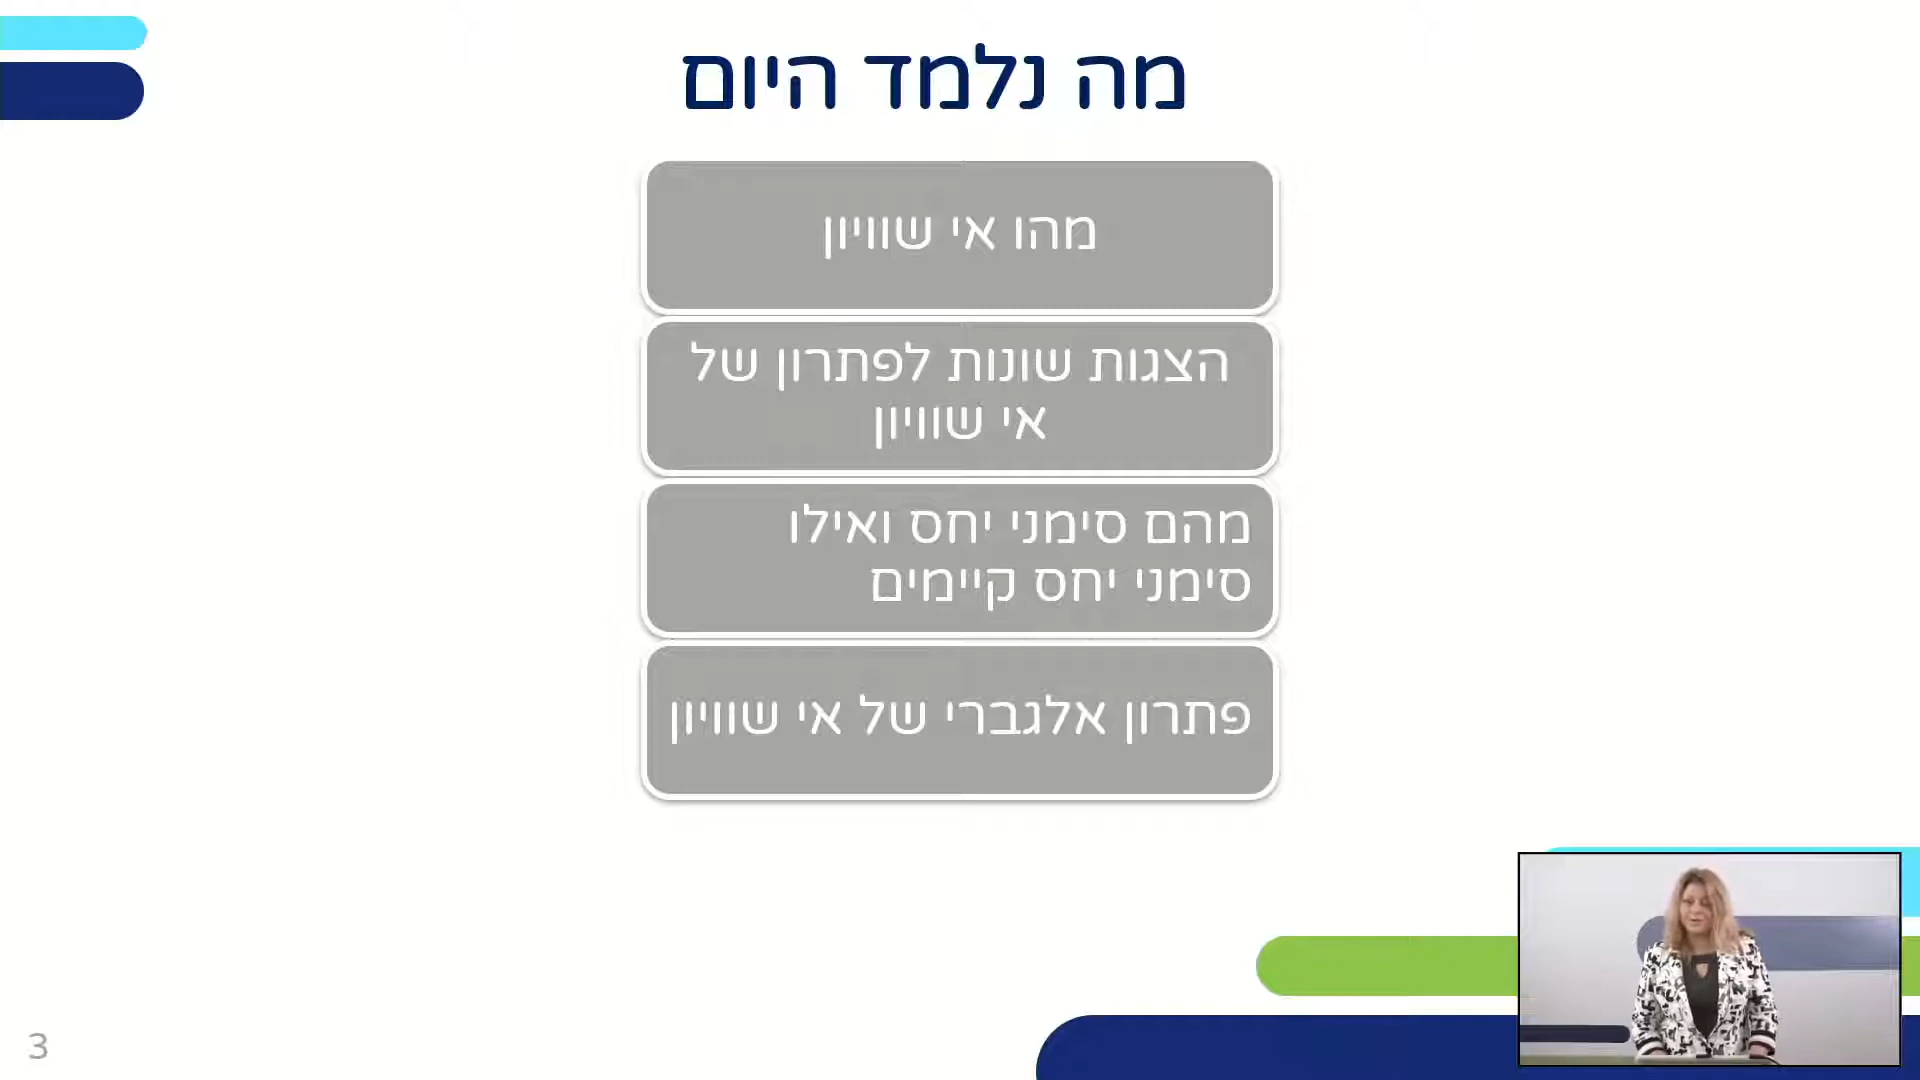 מה נלמד היום
מהו אי שוויון
הצגות שונות לפתרון של
אי שוויון
מהם סימני יחס ואילו
סימני יחס קיימים
פתרון אלגברי של אי שוויון
3